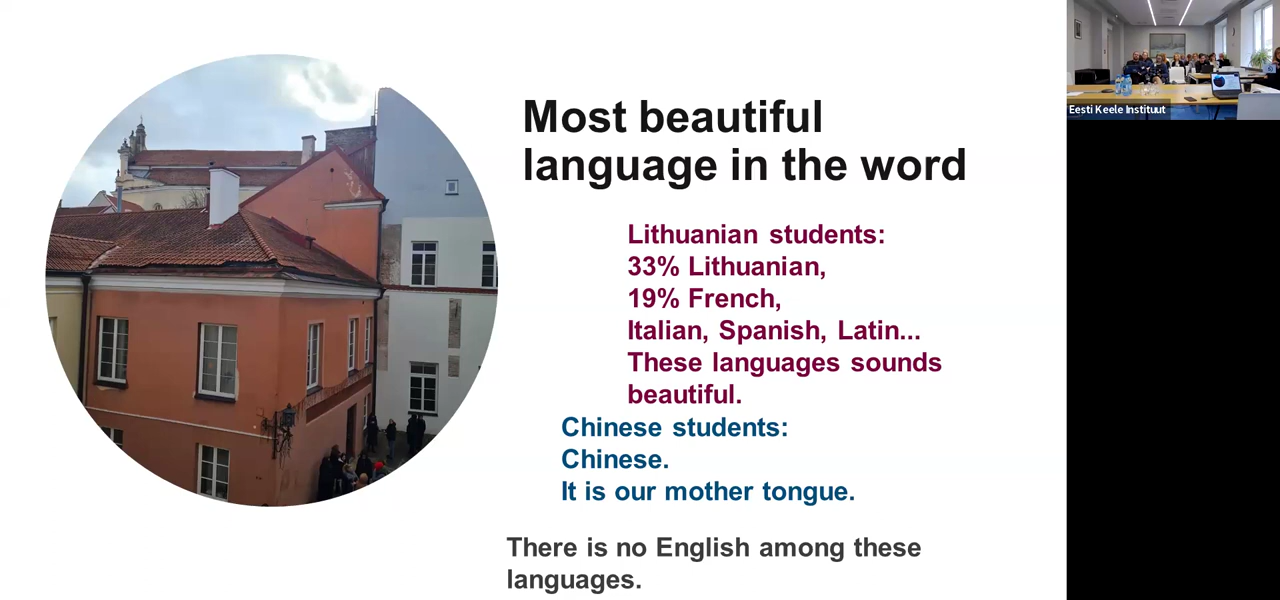 Most beautiful
language in the word
Lithuanian students:
33% Lithuanian,
19% French,
Italian, Spanish, Latin...
These languages sounds
beautiful.
Chinese students:
Chinese.
It is our mother tongue.
There is no English among these
languages.
Eesti Keele Instituut